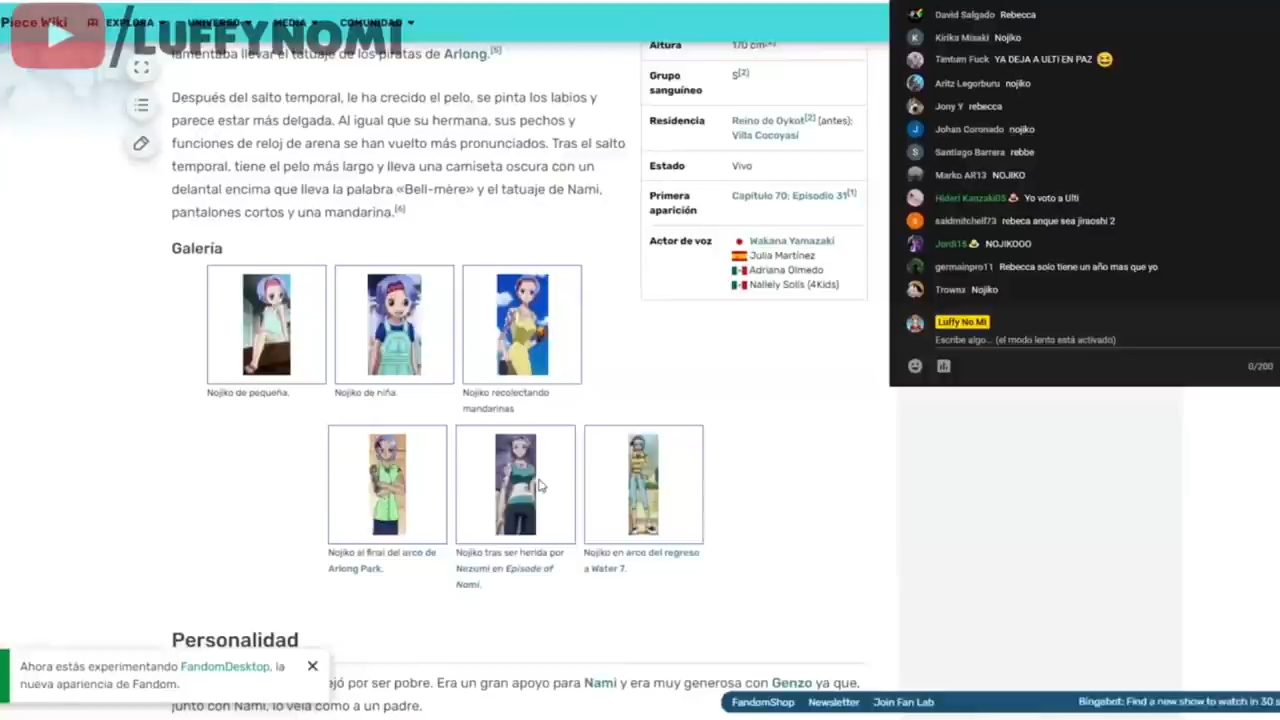 Piece Wiki
EXPLORA
UNIVERSO
MEDIA
COMUNIDAD
/LUFFYNOMI
lamentaba llevar el tatuaje de los piratas de Arlong.[5]
Después del salto temporal, le ha crecido el pelo, se pinta los labios y
parece estar más delgada. Al igual que su hermana, sus pechos y
funciones de reloj de arena se han vuelto más pronunciados. Tras el salto
temporal, tiene el pelo más largo y lleva una camiseta oscura con un
delantal encima que lleva la palabra «Bell-mère» y el tatuaje de Nami,
pantalones cortos y una mandarina.[6]
Galería
Nojiko de pequeña.
Nojiko de niña.
Nojiko recolectando
mandarinas
Nojiko al final del arco de
Arlong Park.
Nojiko tras ser herida por
Nezumi en Episode of
Nami.
Nojiko en arco del regreso
a Water 7.
Personalidad
jó por ser pobre. Era un gran apoyo para Nami y era muy generosa con Genzo ya que,
junto con Nami, lo veía como a un padre.
Altura
170 cm
Grupo
sanguíneo
S[2]
Residencia
Reino de Oykot[2] (antes);
Villa Cocoyasi
Estado
Vivo
Primera
aparición
Capítulo 70; Episodio 31[1]
Actor de voz
Wakana Yamazaki
Julia Martínez
Adriana Olmedo
Nallely Solís (4Kids)
David Salgado Rebecca
Kirika Misaki Nojiko
Tantum Fuck YA DEJA A ULTI EN PAZ
Aritz Legorburu nojiko
Jony Y rebecca
Johan Coronado nojiko
Santiago Barrera rebbe
Marko AR13 NOJIKO
Hideri Kanzaki05 Yo voto a Ulti
saidmitchell73 rebeca anque sea jiraoshi 2
Jordi18 NOJIKOOO
germainpro11 Rebecca solo tiene un año mas que yo
Trownx Nojiko
Luffy No Mi
Escribe algo... (el modo lento está activado)
0/200
Ahora estás experimentando FandomDesktop, la
nueva apariencia de Fandom.
FandomShop
Newsletter
Join Fan Lab
Bingebot: Find a new show to watch in 30 s